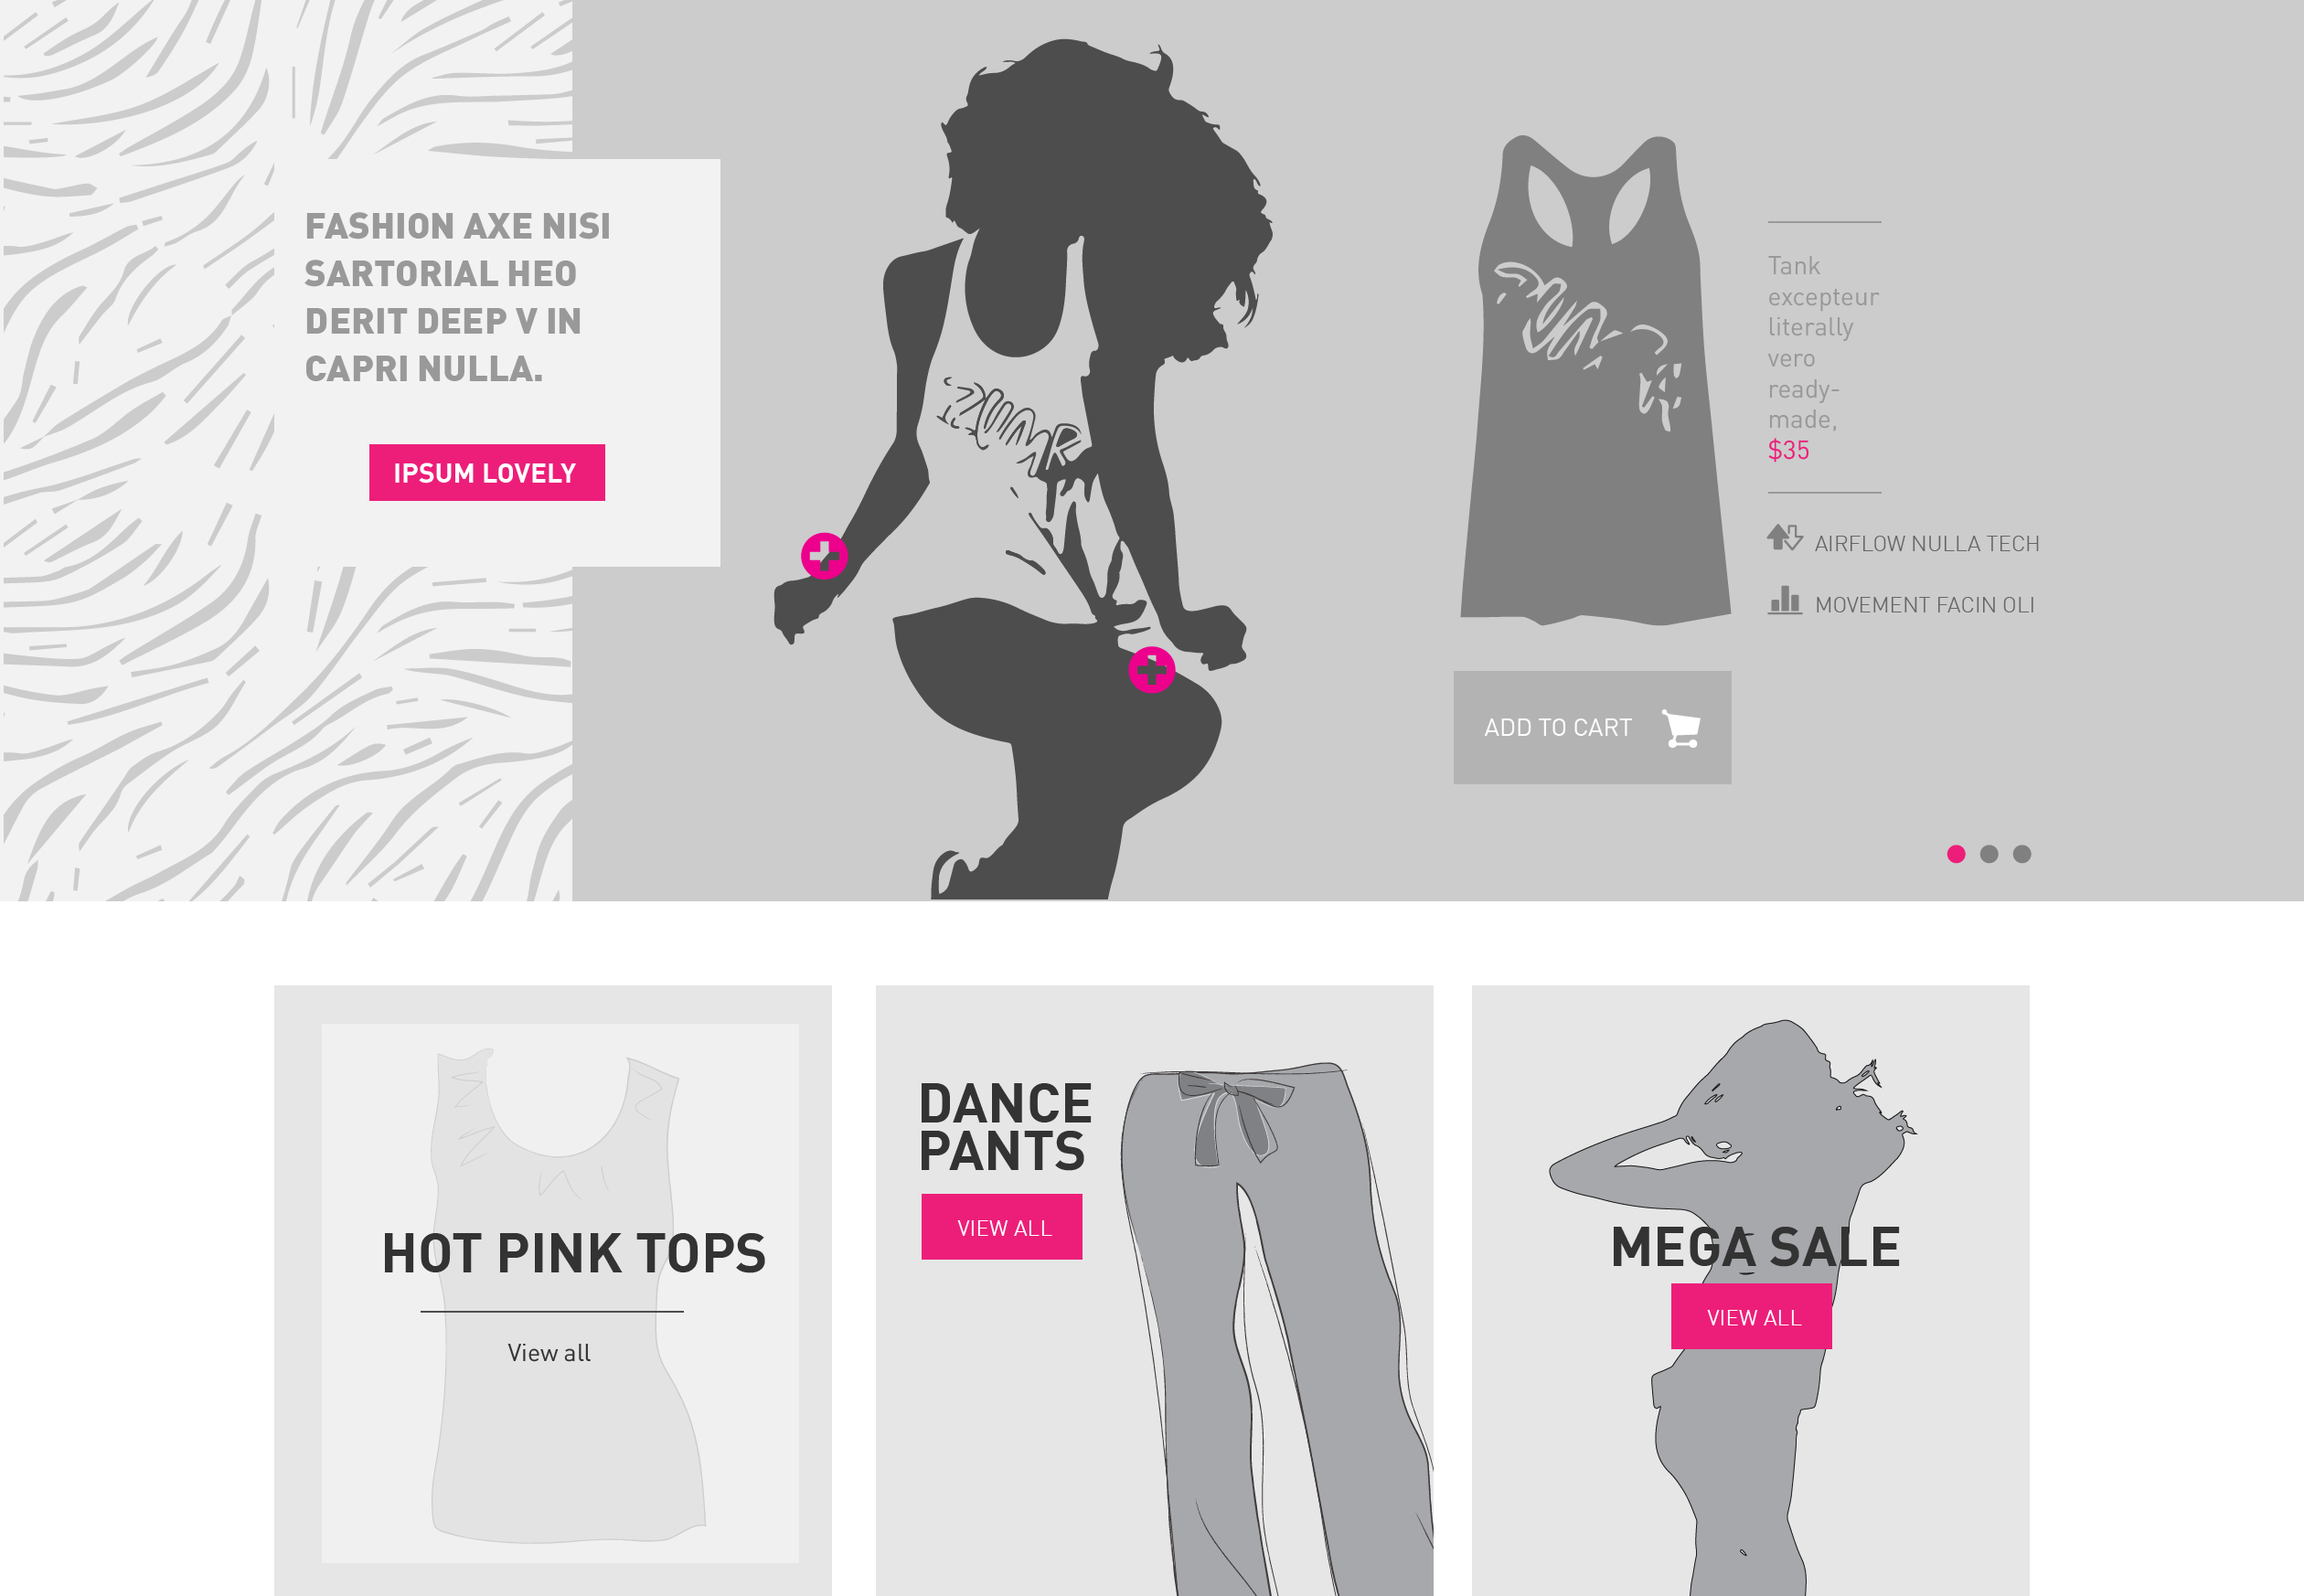 FASHION AXE NISI
SARTORIAL HEO
DERIT DEEP V IN
CAPRI NULLA.
IPSUM LOVELY
Tank
excepteur
literally
vero
ready-
made,
$35
AIRFLOW NULLA TECH
MOVEMENT FACIN OLI
ADD TO CART
HOT PINK TOPS
View all
DANCE
PANTS
VIEW ALL
MEGA SALE
VIEW ALL